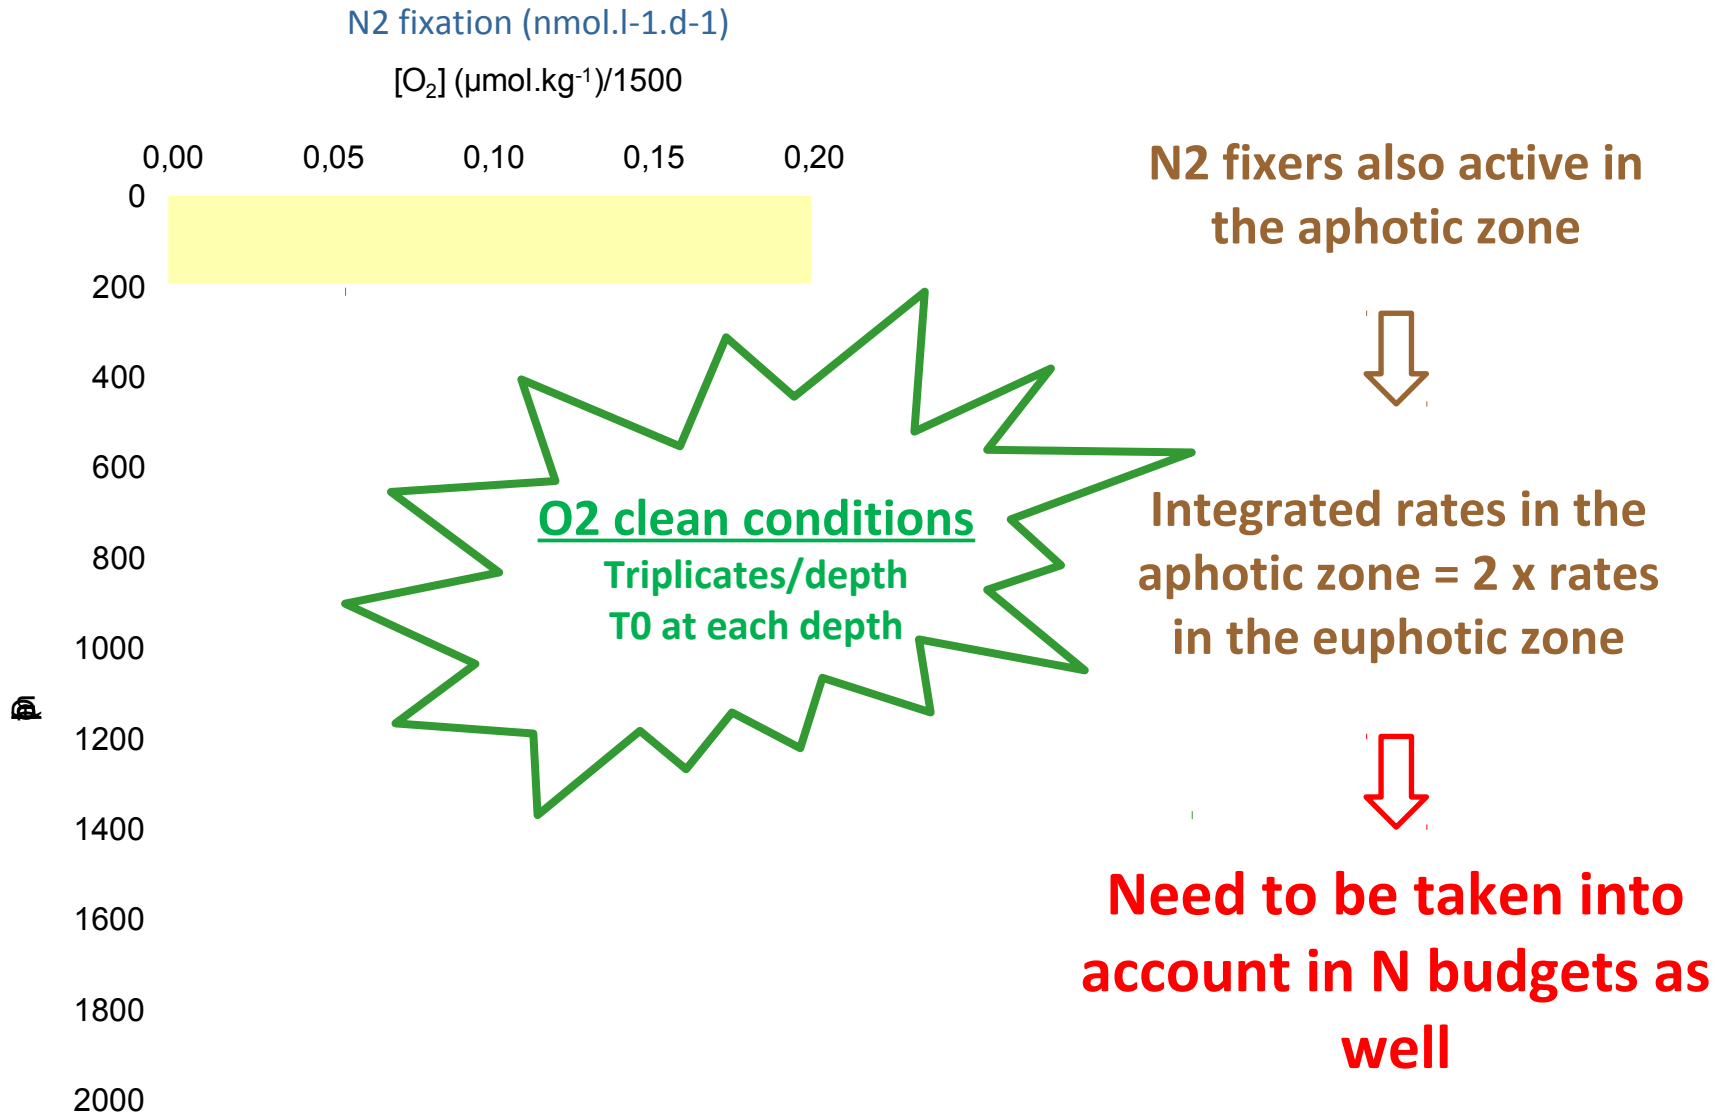 N2 fixation (nmol.l-1.d-1)
[O₂] (µmol.kg⁻¹)/1500
0,00 0,05 0,10 0,15 0,20
0
200
400
600
800
1000
1200
1400
1600
1800
2000
O2 clean conditions
Triplicates/depth
T0 at each depth
N2 fixers also active in
the aphotic zone
Integrated rates in the
aphotic zone = 2 x rates
in the euphotic zone
Need to be taken into
account in N budgets as
well